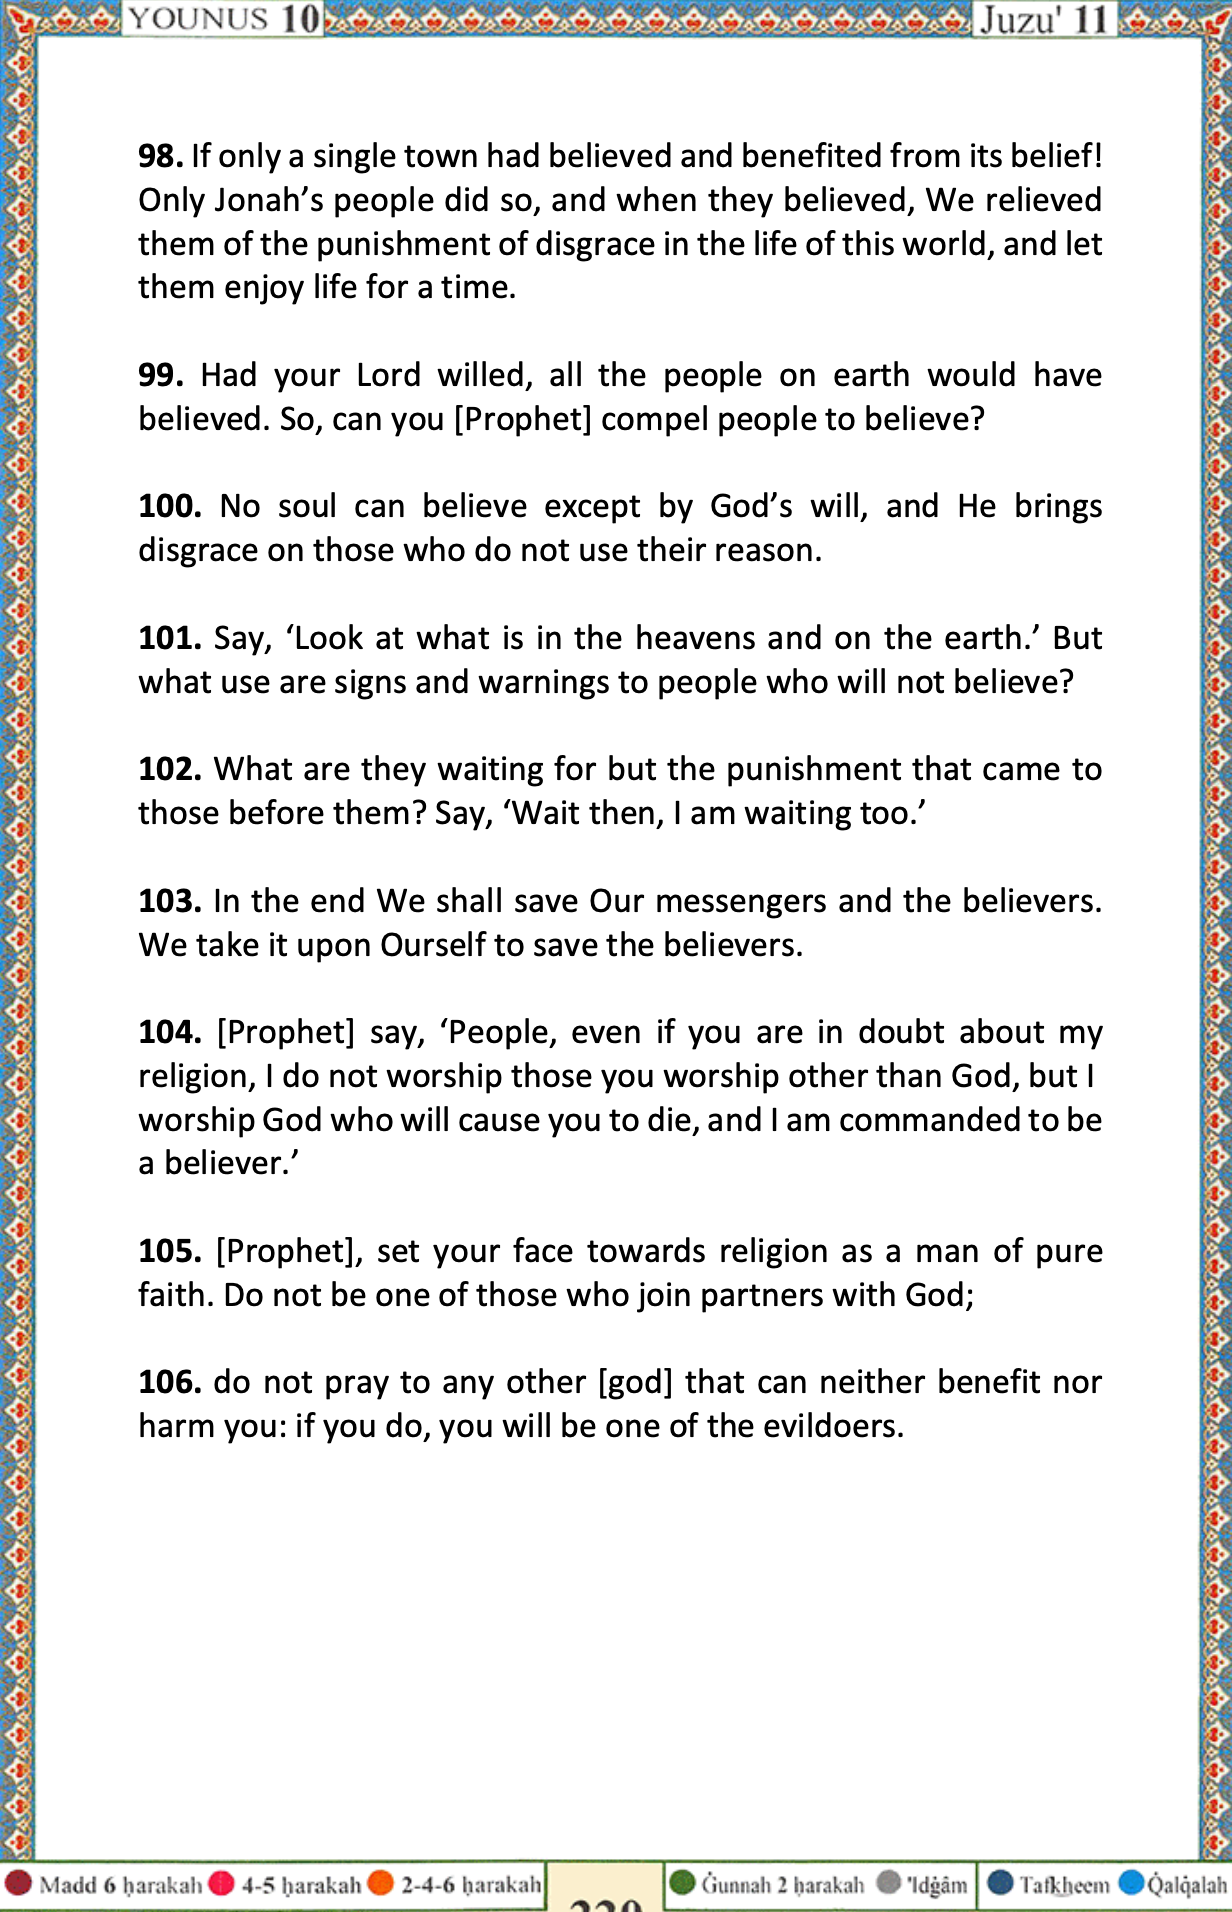 YOUNUS 10
Juzu' 11
98. If only a single town had believed and benefited from its belief!
Only Jonah’s people did so, and when they believed, We relieved
them of the punishment of disgrace in the life of this world, and let
them enjoy life for a time.
99. Had your Lord willed, all the people on earth would have
believed. So, can you [Prophet] compel people to believe?
100. No soul can believe except by God’s will, and He brings
disgrace on those who do not use their reason.
101. Say, ‘Look at what is in the heavens and on the earth.’ But
what use are signs and warnings to people who will not believe?
102. What are they waiting for but the punishment that came to
those before them? Say, ‘Wait then, I am waiting too.’
103. In the end We shall save Our messengers and the believers.
We take it upon Ourself to save the believers.
104. [Prophet] say, ‘People, even if you are in doubt about my
religion, I do not worship those you worship other than God, but I
worship God who will cause you to die, and I am commanded to be
a believer.’
105. [Prophet], set your face towards religion as a man of pure
faith. Do not be one of those who join partners with God;
106. do not pray to any other [god] that can neither benefit nor
harm you: if you do, you will be one of the evildoers.
Madd 6 ḥarakah 4-5 ḥarakah 2-4-6 ḥarakah
Ġunnah 2 ḥarakah 'Idġâm
Tafkḫeem Q̇alq̇alah